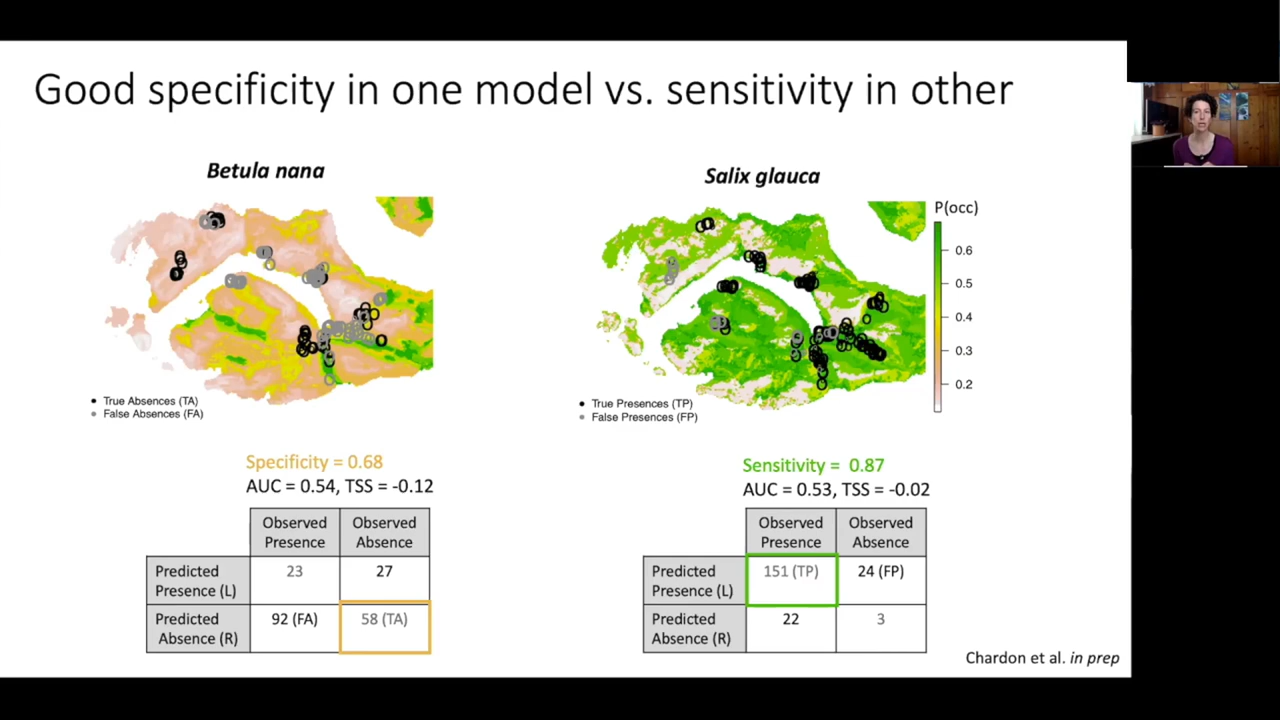 Good specificity in one model vs. sensitivity in other
Betula nana
True Absences (TA)
False Absences (FA)
Specificity = 0.68
AUC = 0.54, TSS = -0.12
Observed Presence
Observed Absence
Predicted Presence (L)
23
27
Predicted Absence (R)
92 (FA)
58 (TA)
Salix glauca
P(occ)
0.6
0.5
0.4
0.3
0.2
True Presences (TP)
False Presences (FP)
Sensitivity = 0.87
AUC = 0.53, TSS = -0.02
Observed Presence
Observed Absence
Predicted Presence (L)
151 (TP)
24 (FP)
Predicted Absence (R)
22
3
Chardon et al. in prep